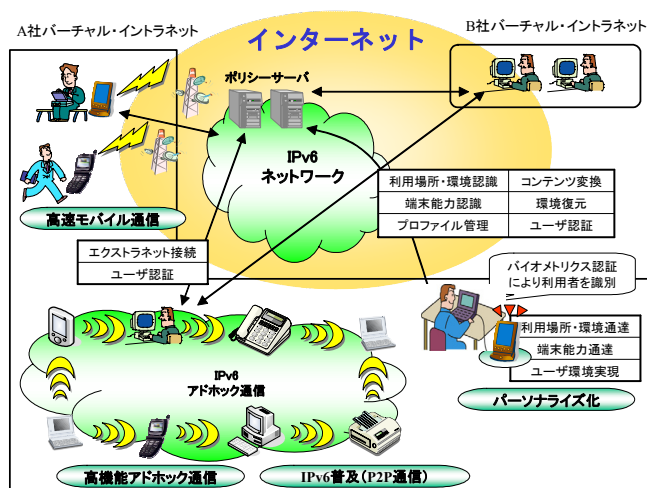 A社バーチャル・イントラネット
インターネット
B社バーチャル・イントラネット
ポリシーサーバ
IPv6
ネットワーク
高速モバイル通信
利用場所・環境認識
コンテンツ変換
端末能力認識
環境復元
プロファイル管理
ユーザ認証
エクストラネット接続
ユーザ認証
バイオメトリクス認証
により利用者を識別
利用場所・環境通達
端末能力通達
ユーザ環境実現
パーソナライズ化
IPv6
アドホック通信
高機能アドホック通信
IPv6普及(P2P通信)